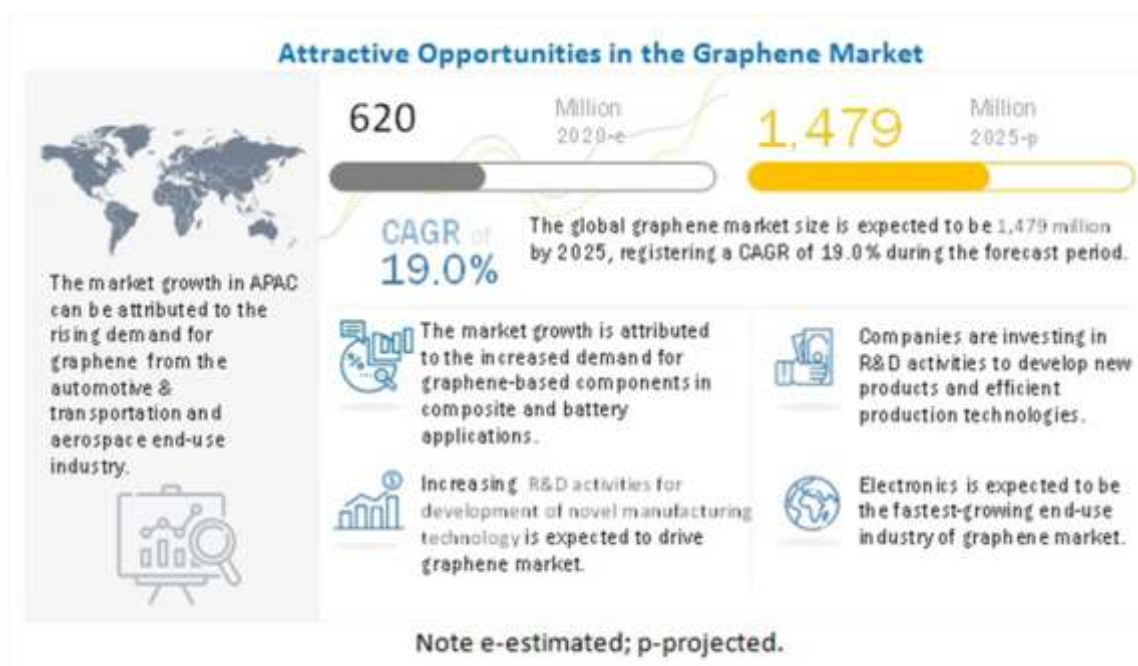 Attractive Opportunities in the Graphene Market
620
Million
2020-e
1,479
Million
2025-p
CAGR of
19.0%
The global graphene market size is expected to be 1,479 million
by 2025, registering a CAGR of 19.0% during the forecast period.
The market growth in APAC
can be attributed to the
rising demand for
graphene from the
automotive &
transportation and
aerospace end-use
industry.
The market growth is attributed
to the increased demand for
graphene-based components in
composite and battery
applications.
Companies are investing in
R&D activities to develop new
products and efficient
production technologies.
Increasing R&D activities for
development of novel manufacturing
technology is expected to drive
graphene market.
Electronics is expected to be
the fastest-growing end-use
industry of graphene market.
Note e-estimated; p-projected.